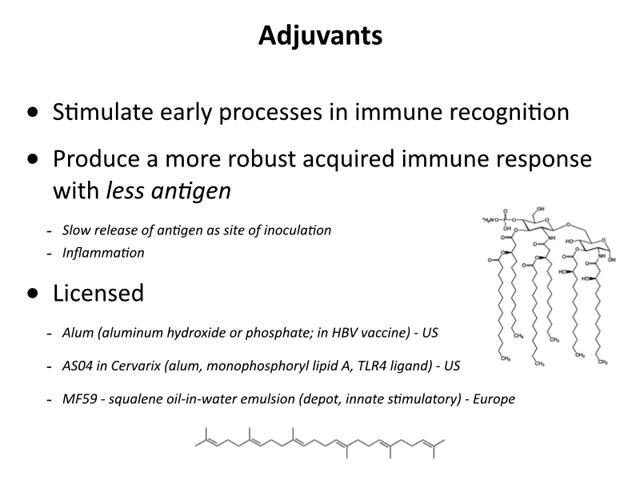 Adjuvants
• Stimulate early processes in immune recognition
• Produce a more robust acquired immune response
with less antigen
- Slow release of antigen as site of inoculation
- Inflammation
• Licensed
- Alum (aluminum hydroxide or phosphate; in HBV vaccine) - US
- AS04 in Cervarix (alum, monophosphoryl lipid A, TLR4 ligand) - US
- MF59 - squalene oil-in-water emulsion (depot, innate stimulatory) - Europe